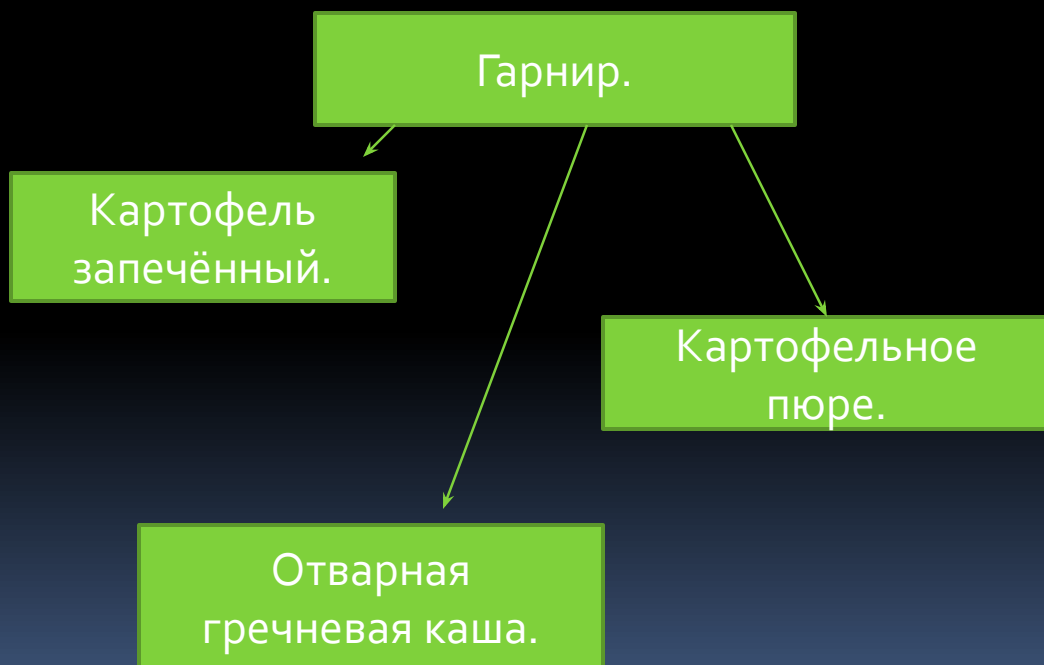 Гарнир.
Картофель
запечённый.
Картофельное
пюре.
Отварная
гречневая каша.